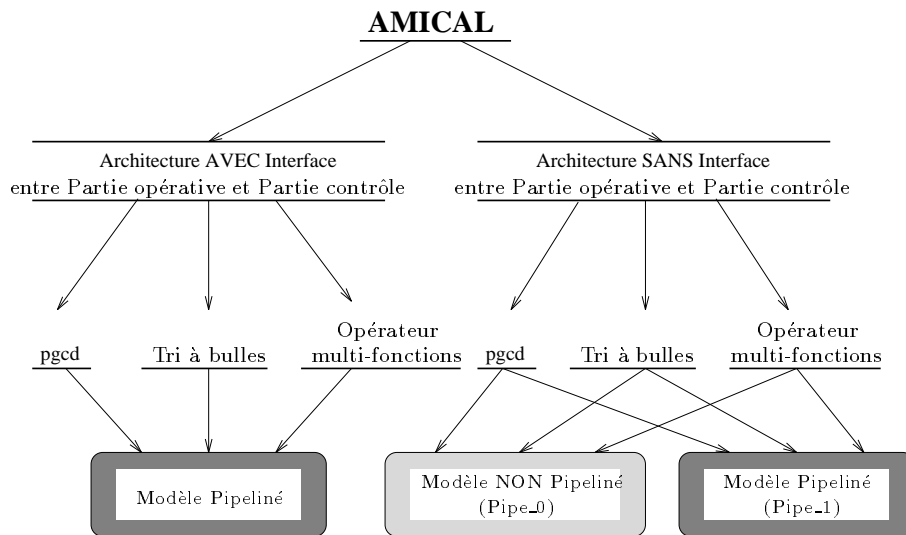 AMICAL
Architecture AVEC Interface
entre Partie opérative et Partie contrôle
Architecture SANS Interface
entre Partie opérative et Partie contrôle
pgcd
Tri à bulles
Opérateur
multi-fonctions
pgcd
Tri à bulles
Opérateur
multi-fonctions
Modèle Pipeliné
Modèle NON Pipeliné
(Pipe_0)
Modèle Pipeliné
(Pipe_1)